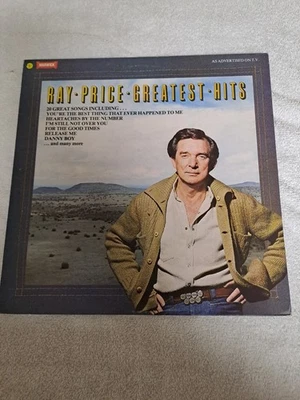 WARWICK
AS ADVERTISED ON T.V.
RAY·PRICE·GREATEST·HITS
20 GREAT SONGS INCLUDING . . .
YOU'RE THE BEST THING THAT EVER HAPPENED TO ME
HEARTACHES BY THE NUMBER
I'M STILL NOT OVER YOU
FOR THE GOOD TIMES
RELEASE ME
DANNY BOY
. . . . and many more